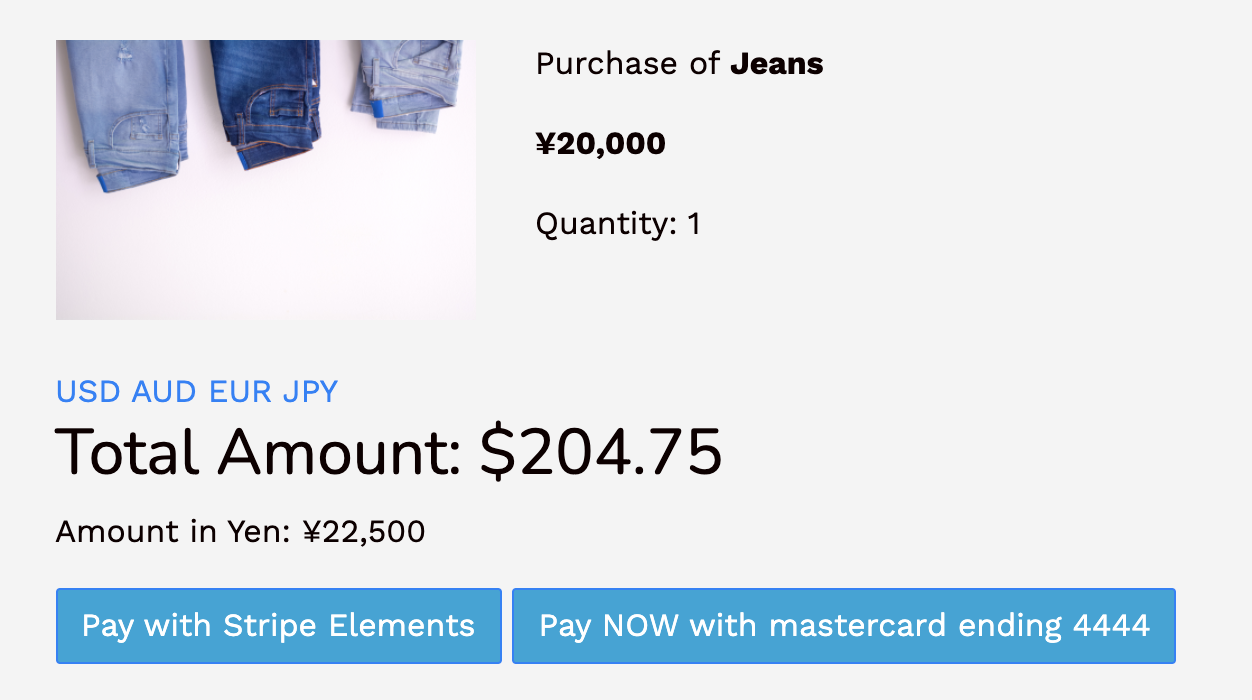 Purchase of Jeans
¥20,000
Quantity: 1
USD AUD EUR JPY
Total Amount: $204.75
Amount in Yen: ¥22,500
Pay with Stripe Elements
Pay NOW with mastercard ending 4444